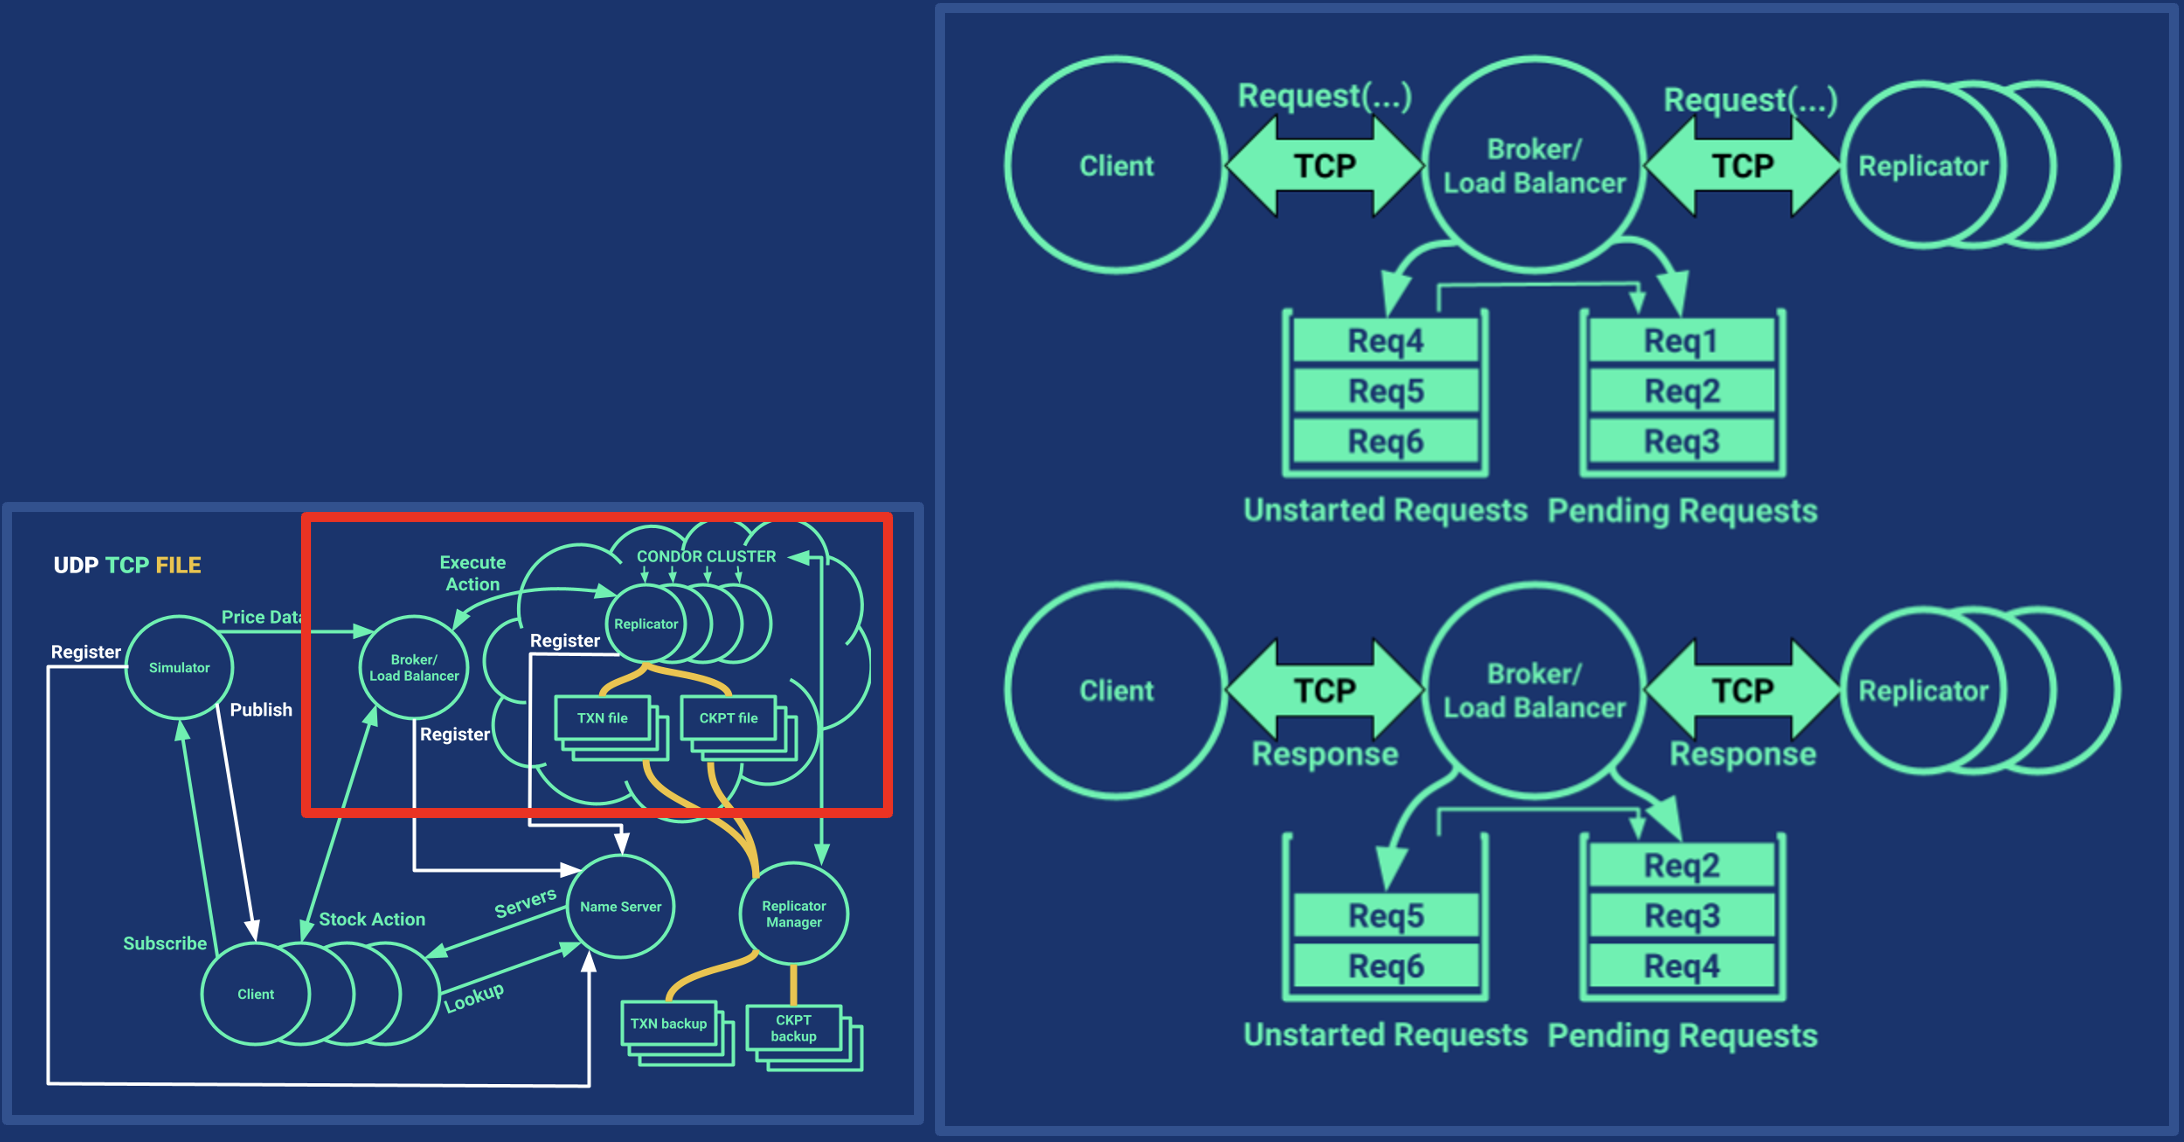 UDP TCP FILE
Register
Price Data
Simulator
Publish
Subscribe
Execute
Action
Broker/
Load Balancer
Register
CONDOR CLUSTER
Replicator
Register
TXN file
CKPT file
Stock Action
Client
Servers
Lookup
Name Server
Replicator
Manager
TXN backup
CKPT
backup
Client
Request(...)
TCP
Broker/
Load Balancer
Request(...)
TCP
Replicator
Req4
Req5
Req6
Unstarted Requests
Req1
Req2
Req3
Pending Requests
Client
TCP
Response
Broker/
Load Balancer
TCP
Response
Replicator
Req5
Req6
Unstarted Requests
Req2
Req3
Req4
Pending Requests